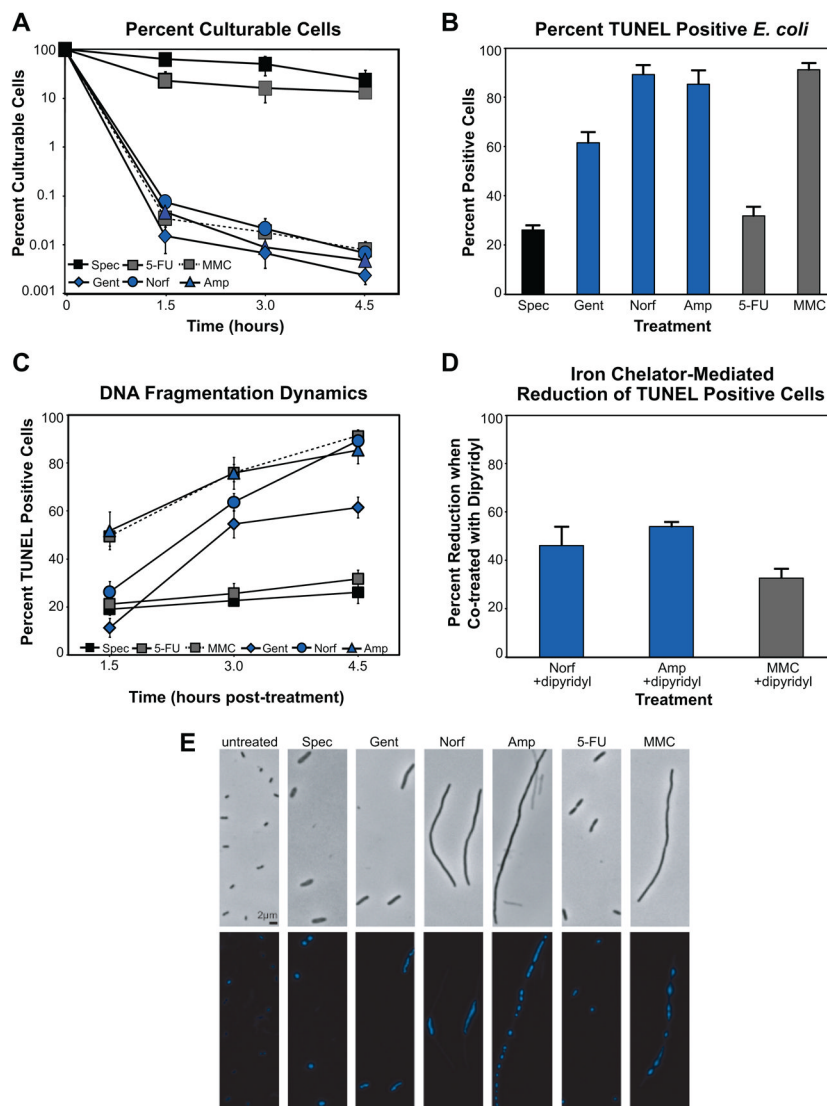 A
Percent Culturable Cells
Percent Culturable Cells
100
10
1
0.1
0.01
0.001
Spec 5-FU MMC
Gent Norf Amp
0 1.5 3.0 4.5
Time (hours)
B
Percent TUNEL Positive E. coli
Percent Positive Cells
100
80
60
40
20
0
Spec Gent Norf Amp 5-FU MMC
Treatment
C
DNA Fragmentation Dynamics
Percent TUNEL Positive Cells
100
80
60
40
20
0
Spec 5-FU MMC Gent Norf Amp
1.5 3.0 4.5
Time (hours post-treatment)
D
Iron Chelator-Mediated
Reduction of TUNEL Positive Cells
Percent Reduction when
Co-treated with Dipyridyl
100
80
60
40
20
0
Norf Amp MMC
+dipyridyl +dipyridyl +dipyridyl
Treatment
E
untreated Spec Gent Norf Amp 5-FU MMC
2µm